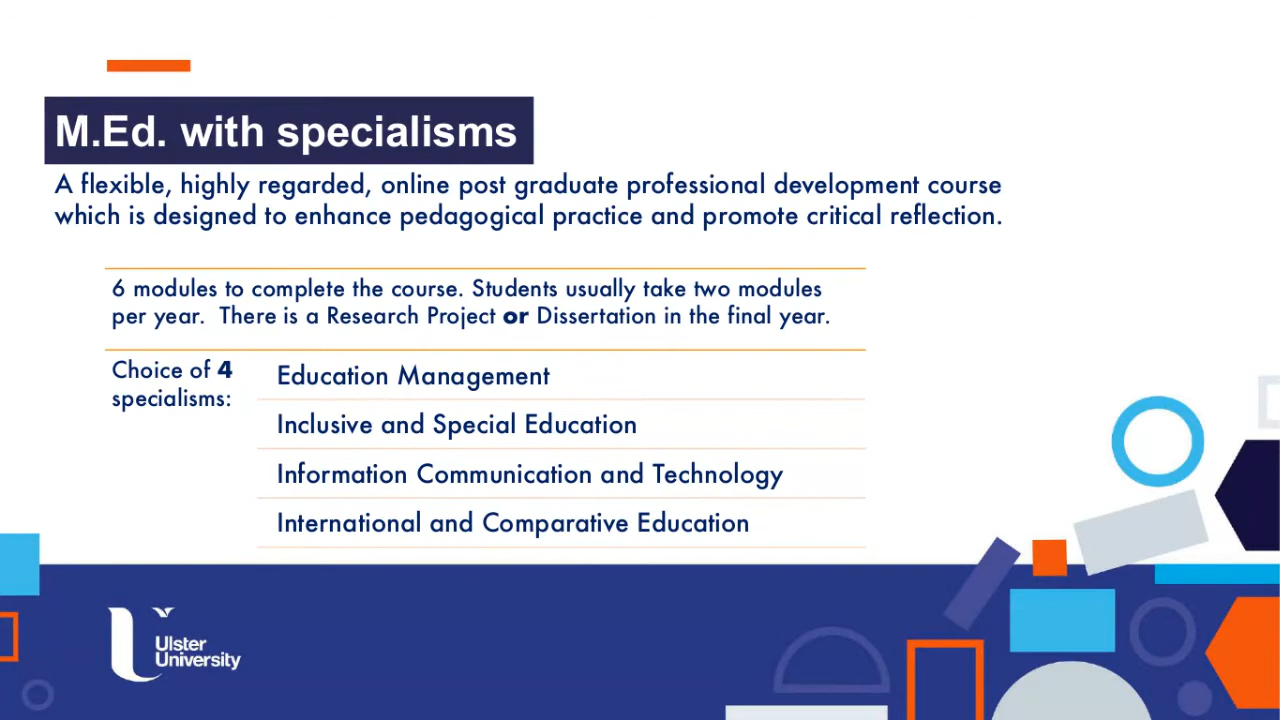 M.Ed. with specialisms
A flexible, highly regarded, online post graduate professional development course
which is designed to enhance pedagogical practice and promote critical reflection.
6 modules to complete the course. Students usually take two modules
per year.  There is a Research Project or Dissertation in the final year.
Choice of 4
specialisms:
Education Management
Inclusive and Special Education
Information Communication and Technology
International and Comparative Education
Ulster
University